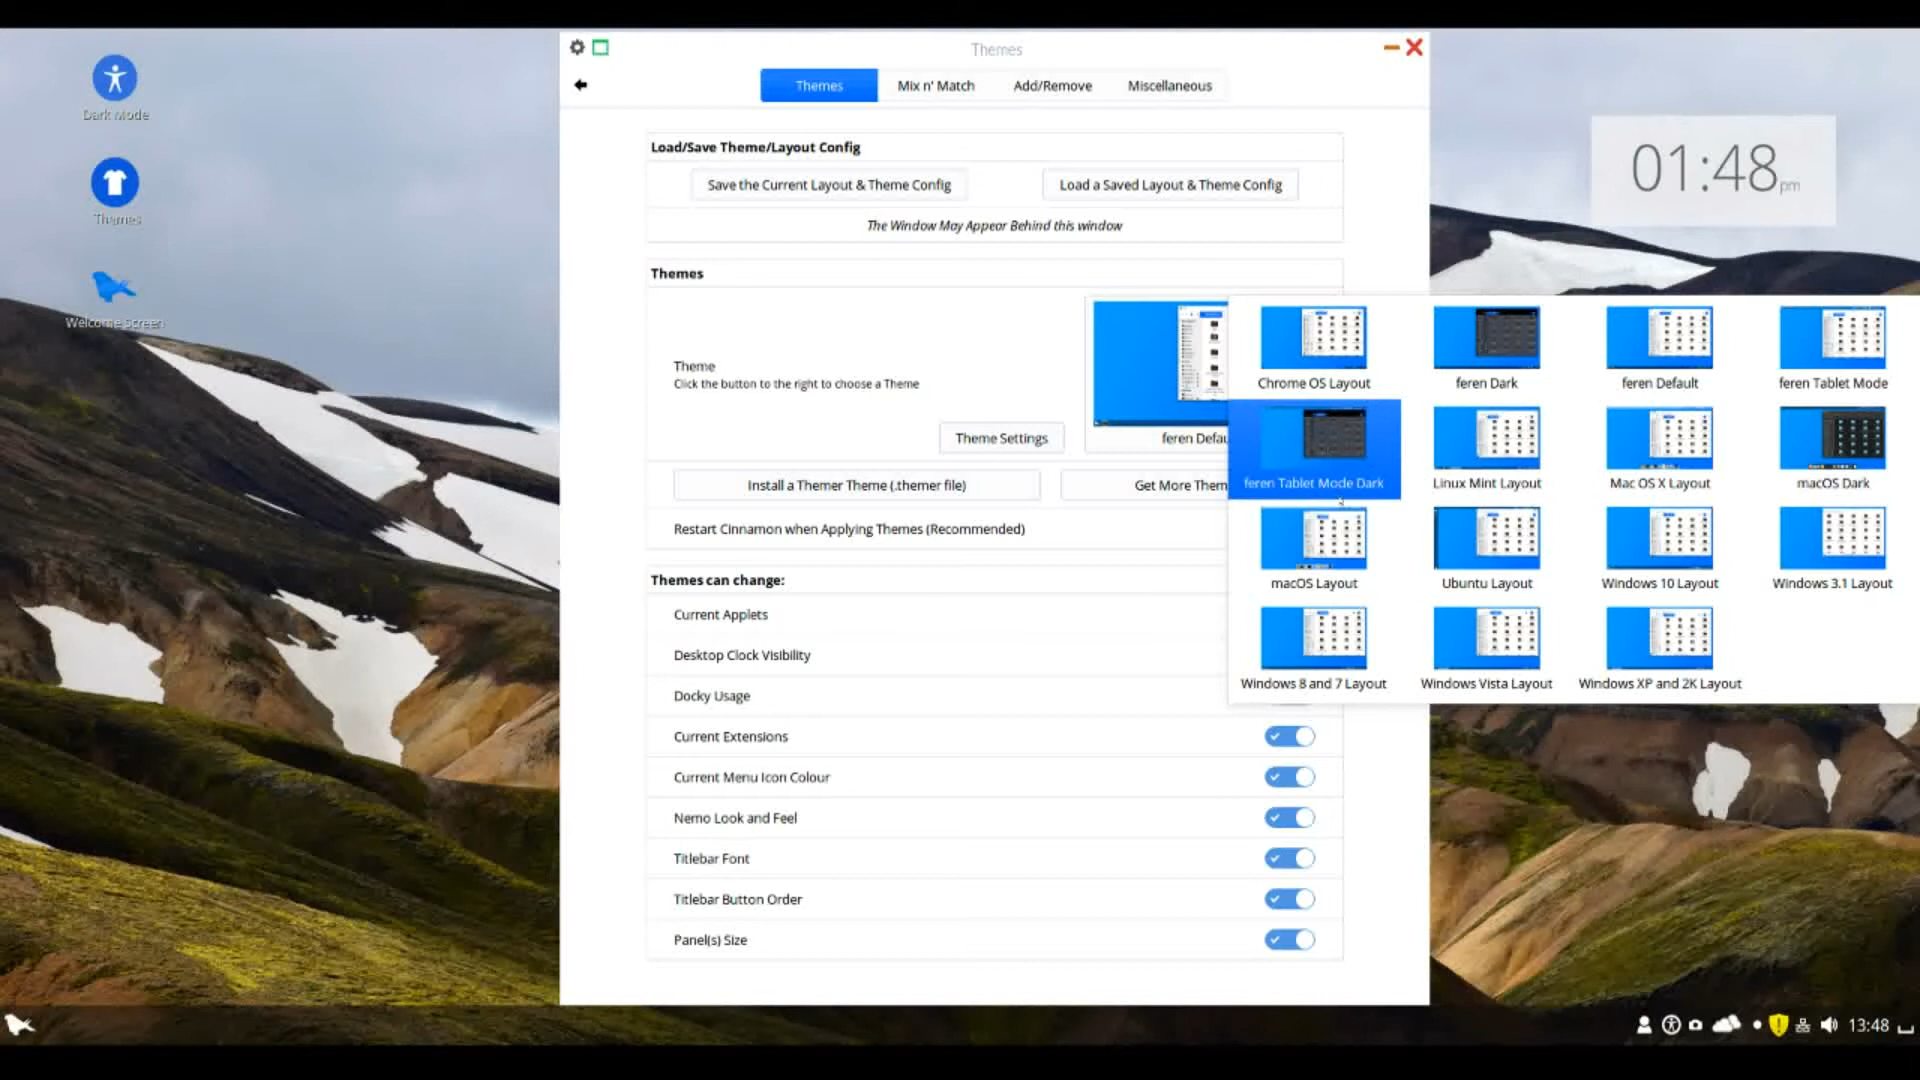 Dark Mode
Themes
Welcome Screen
Themes
Themes
Mix n' Match
Add/Remove
Miscellaneous
Load/Save Theme/Layout Config
Save the Current Layout & Theme Config
Load a Saved Layout & Theme Config
The Window May Appear Behind this window
Themes
Theme
Click the button to the right to choose a Theme
Theme Settings
feren Defau
Install a Themer Theme (.themer file)
Get More Them
Restart Cinnamon when Applying Themes (Recommended)
Themes can change:
Current Applets
Desktop Clock Visibility
Docky Usage
Current Extensions
Current Menu Icon Colour
Nemo Look and Feel
Titlebar Font
Titlebar Button Order
Panel(s) Size
01:48 pm
Chrome OS Layout
feren Dark
feren Default
feren Tablet Mode
feren Tablet Mode Dark
Linux Mint Layout
Mac OS X Layout
macOS Dark
macOS Layout
Ubuntu Layout
Windows 10 Layout
Windows 3.1 Layout
Windows 8 and 7 Layout
Windows Vista Layout
Windows XP and 2K Layout
13:48